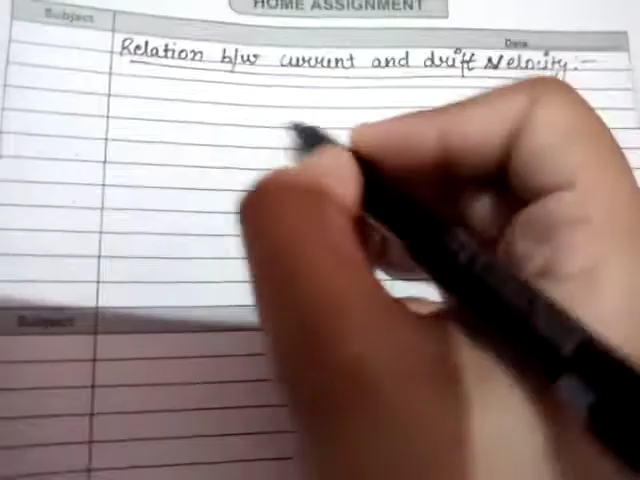 HOME ASSIGNMENT
Subject
Date
Relation b/w current and drift velocity:-
Subject